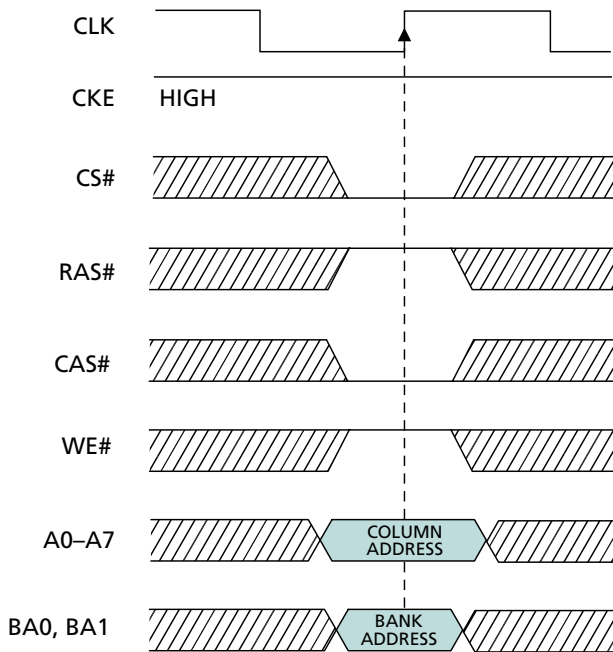 CLK
CKE HIGH
CS#
RAS#
CAS#
WE#
A0–A7 COLUMN
ADDRESS
BA0, BA1 BANK
ADDRESS